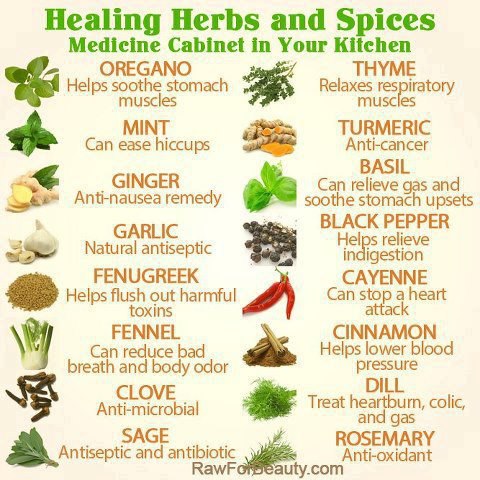 Healing Herbs and Spices
Medicine Cabinet in Your Kitchen
OREGANO
Helps soothe stomach
muscles
MINT
Can ease hiccups
GINGER
Anti-nausea remedy
GARLIC
Natural antiseptic
FENUGREEK
Helps flush out harmful
toxins
FENNEL
Can reduce bad
breath and body odor
CLOVE
Anti-microbial
SAGE
Antiseptic and antibiotic
THYME
Relaxes respiratory
muscles
TURMERIC
Anti-cancer
BASIL
Can relieve gas and
soothe stomach upsets
BLACK PEPPER
Helps relieve
indigestion
CAYENNE
Can stop a heart
attack
CINNAMON
Helps lower blood
pressure
DILL
Treat heartburn, colic,
and gas
ROSEMARY
Anti-oxidant
RawForBeauty.com